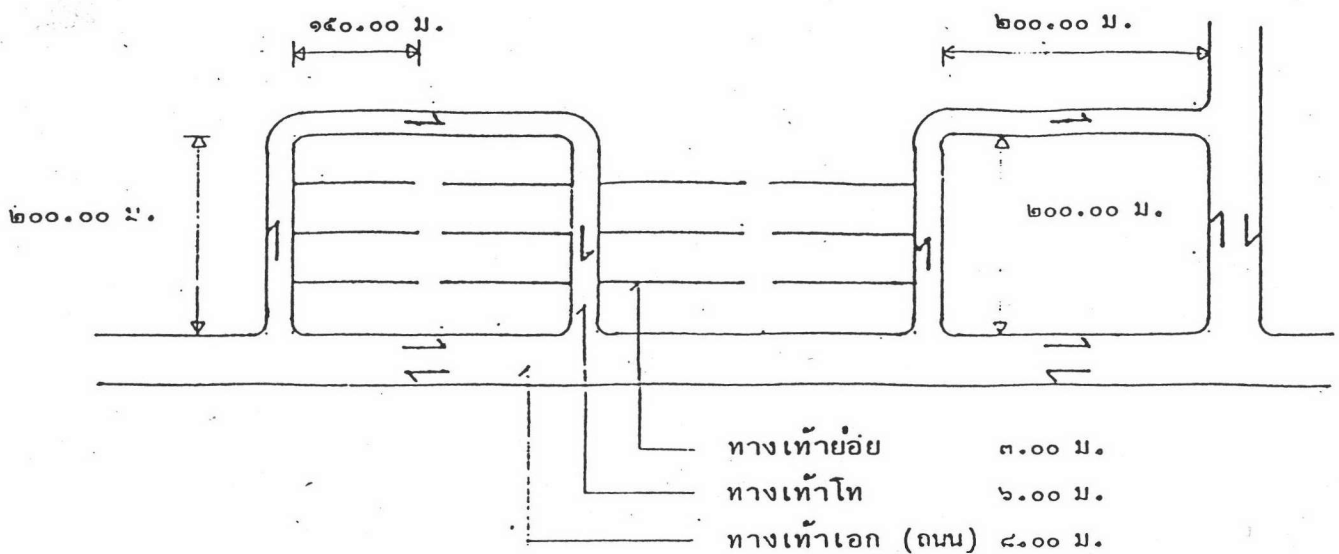 ๑๕๐.๐๐ ม.
๒๐๐.๐๐ ม.
๒๐๐.๐๐ ม.
๒๐๐.๐๐ ม.
ทางเท้าย่อย ๓.๐๐ ม.
ทางเท้าโท ๖.๐๐ ม.
ทางเท้าเอก (ถนน) ๘.๐๐ ม.